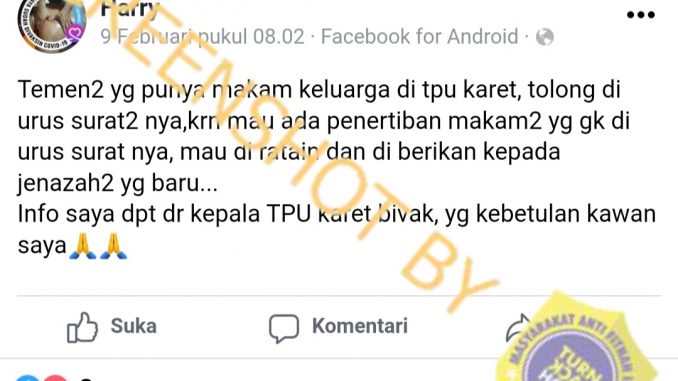 Harry
9 Februari pukul 08.02 · Facebook for Android ·
Temen2 yg punya makam keluarga di tpu karet, tolong di
urus surat2 nya,krn mau ada penertiban makam2 yg gk di
urus surat nya, mau di ratain dan di berikan kepada
jenazah2 yg baru...
Info saya dpt dr kepala TPU karet bivak, yg kebetulan kawan
saya🙏🙏
Suka
Komentari
EENSHOT BY
MASYARAKAT ANTI FITNAH
TURN